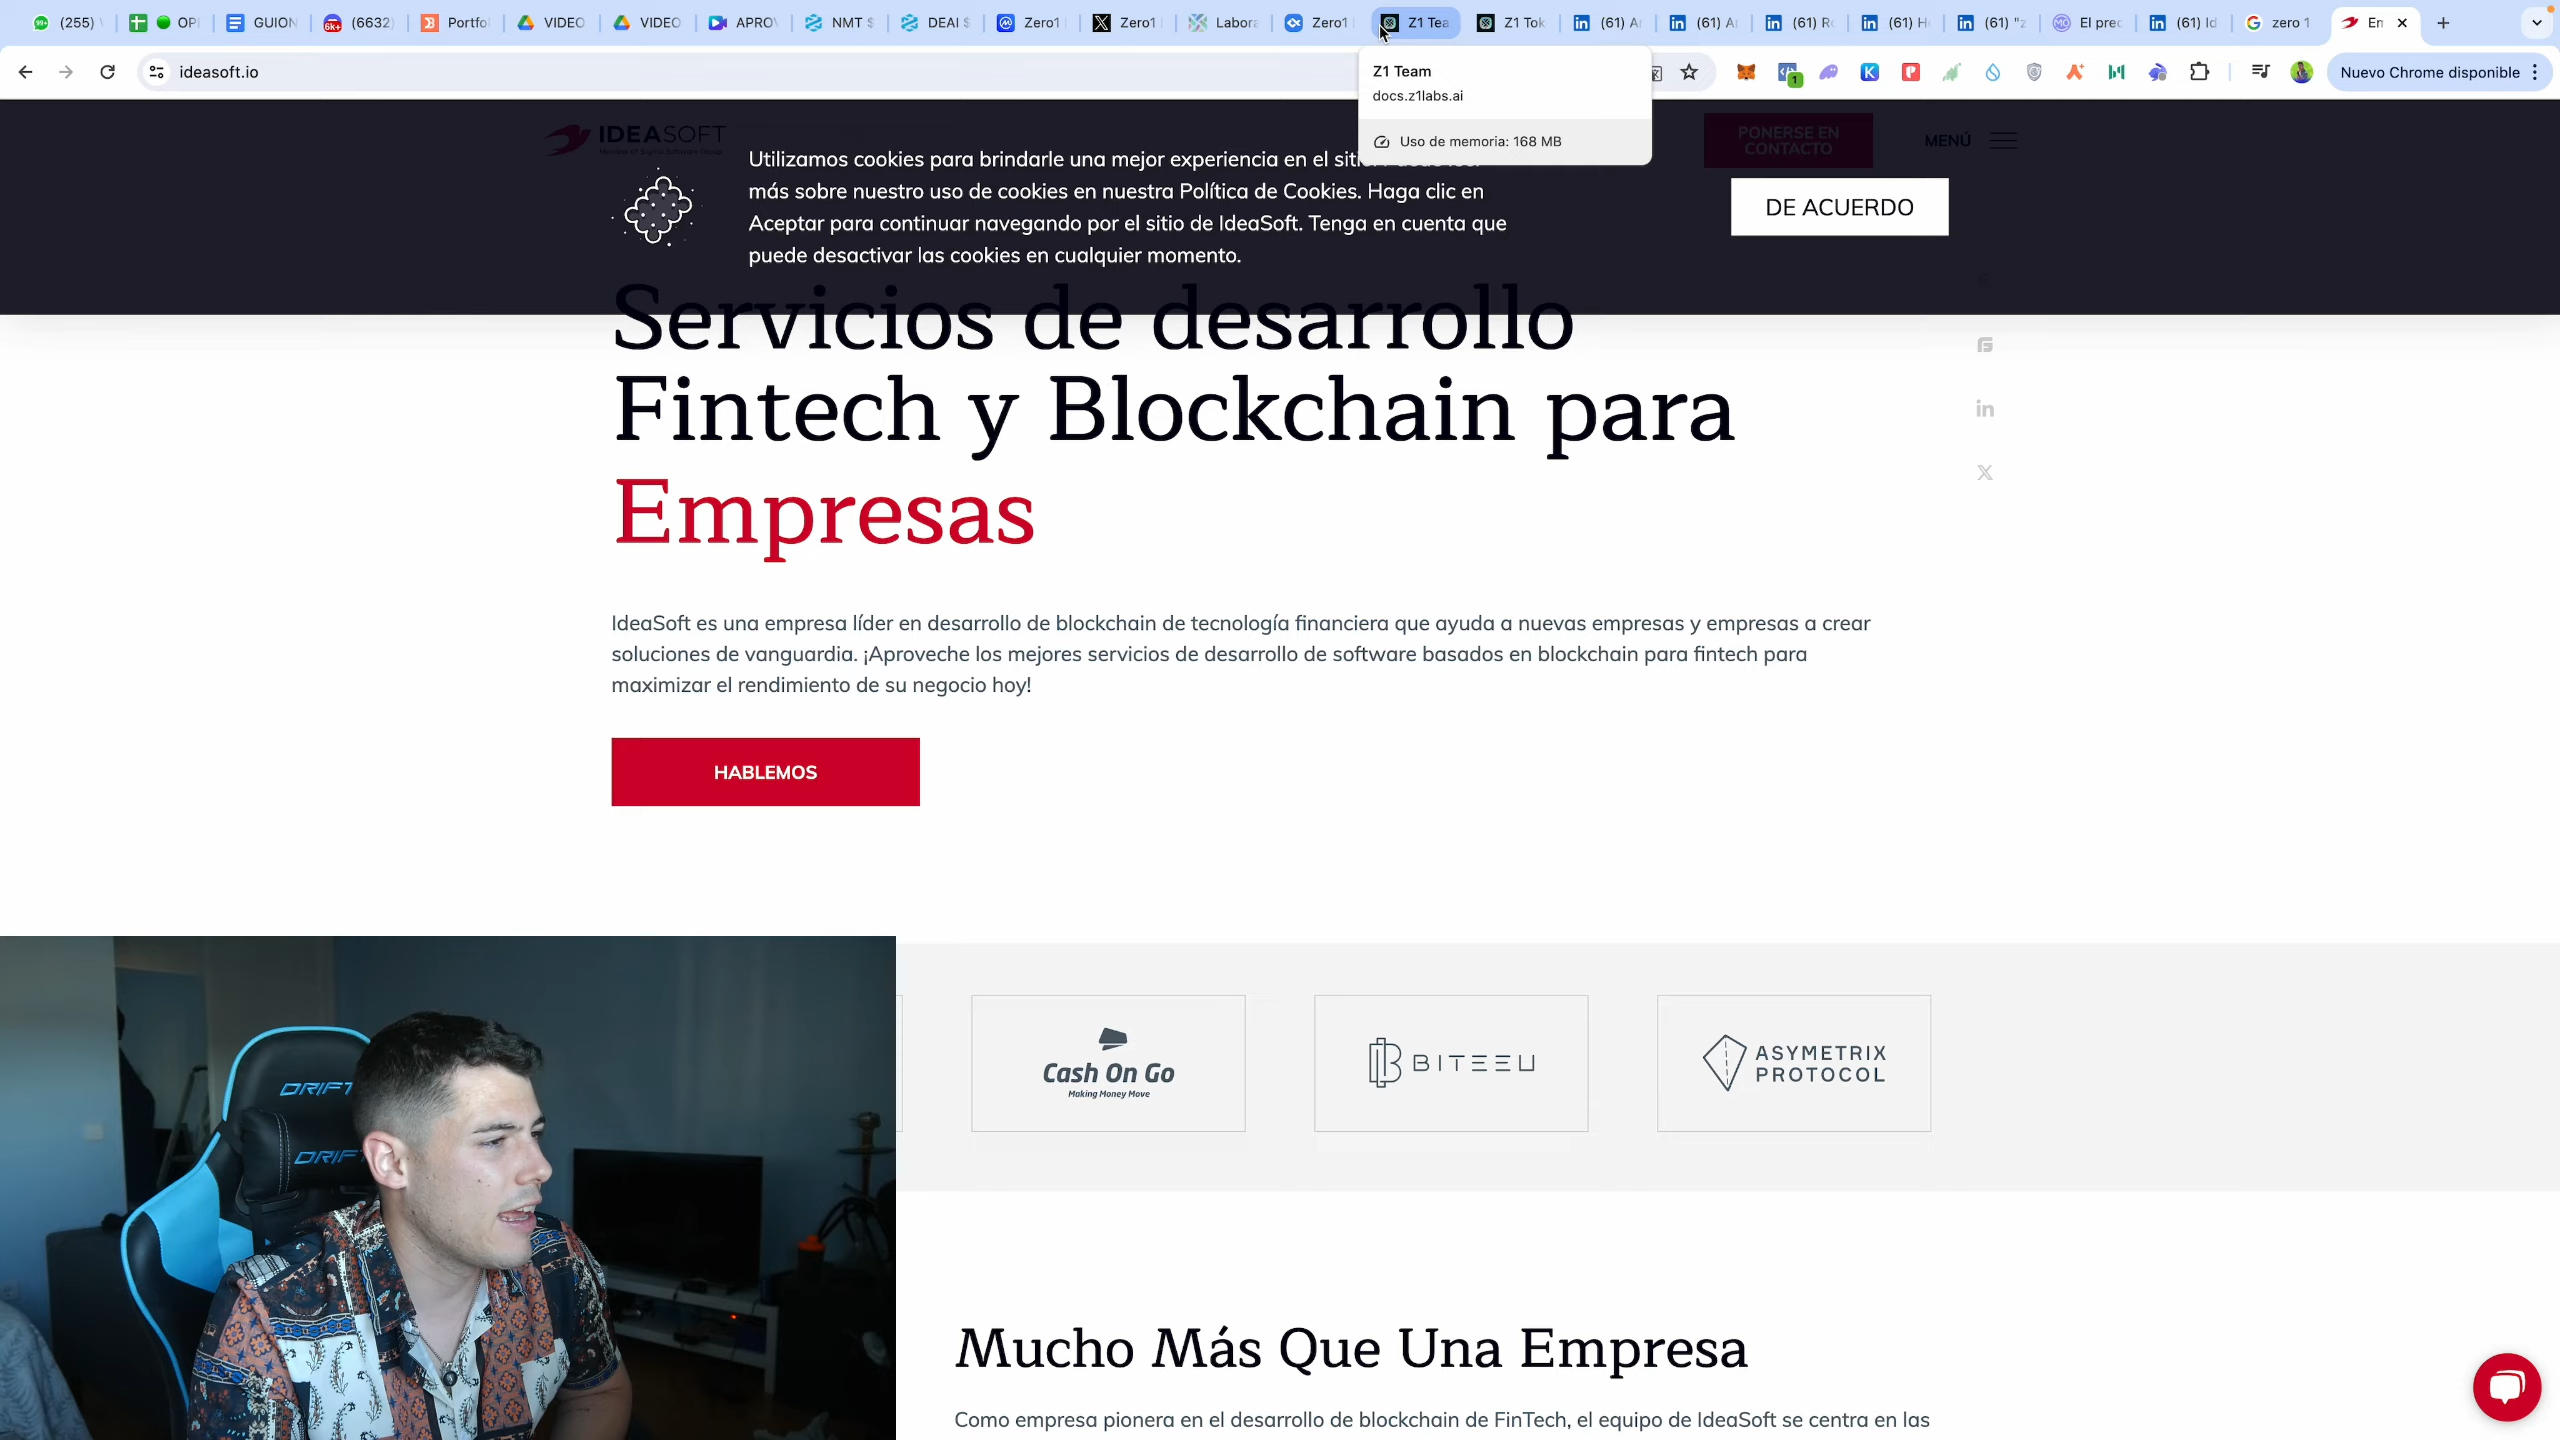 (255)
OPI
GUION
(6632)
Portfo
VIDEO
VIDEO
APRO
NMT $
DEAI $
Zero1
Zero1
Labora
Zero1
Z1 Tea
Z1 Tok
(61) A
(61) A
(61) Ro
(61) H
(61) "z
El prec
(61) Id
zero 1
Em
ideasoft.io
Nuevo Chrome disponible
Z1 Team
docs.z1labs.ai
Uso de memoria: 168 MB
IDEASOFT
PONERSE EN
CONTACTO
MENÚ
Utilizamos cookies para brindarle una mejor experiencia en el siti
más sobre nuestro uso de cookies en nuestra Política de Cookies. Haga clic en
Aceptar para continuar navegando por el sitio de IdeaSoft. Tenga en cuenta que
puede desactivar las cookies en cualquier momento.
DE ACUERDO
Servicios de desarrollo
Fintech y Blockchain para
Empresas
IdeaSoft es una empresa líder en desarrollo de blockchain de tecnología financiera que ayuda a nuevas empresas y empresas a crear
soluciones de vanguardia. ¡Aproveche los mejores servicios de desarrollo de software basados en blockchain para fintech para
maximizar el rendimiento de su negocio hoy!
HABLEMOS
Cash On Go
Making Money Move
BITEEU
ASYMETRIX
PROTOCOL
DRIFT
DRIFT
Mucho Más Que Una Empresa
Como empresa pionera en el desarrollo de blockchain de FinTech, el equipo de IdeaSoft se centra en las